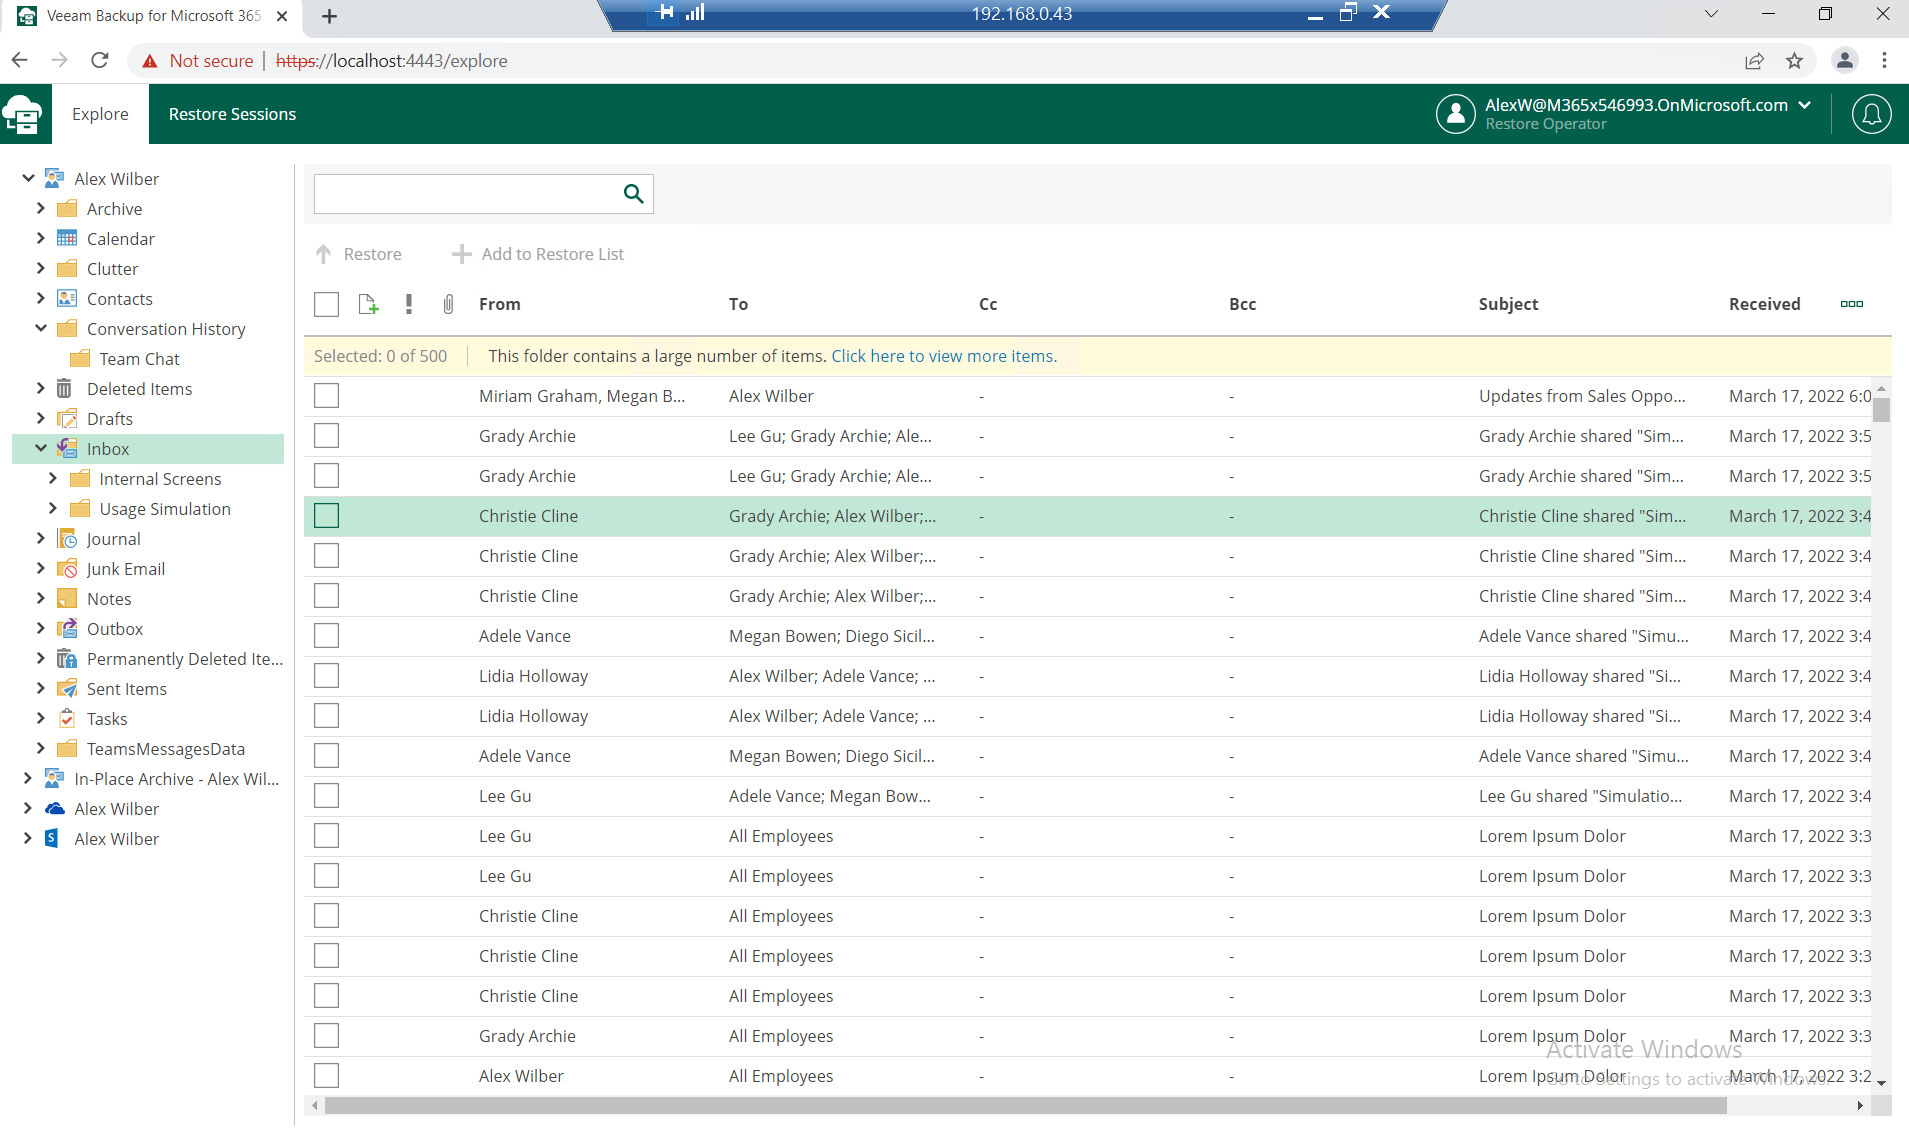 Veeam Backup for Microsoft 365
192.168.0.43
Not secure | https://localhost:4443/explore
Explore
Restore Sessions
AlexW@M365x546993.OnMicrosoft.com
Restore Operator
Alex Wilber
Archive
Calendar
Clutter
Contacts
Conversation History
Team Chat
Deleted Items
Drafts
Inbox
Internal Screens
Usage Simulation
Journal
Junk Email
Notes
Outbox
Permanently Deleted Ite...
Sent Items
Tasks
TeamsMessagesData
In-Place Archive - Alex Wil...
Alex Wilber
Alex Wilber
Restore
Add to Restore List
From To Cc Bcc Subject Received
Selected: 0 of 500 This folder contains a large number of items. Click here to view more items.
Miriam Graham, Megan B... Alex Wilber - - Updates from Sales Oppo... March 17, 2022 6:0
Grady Archie Lee Gu; Grady Archie; Ale... - - Grady Archie shared "Sim... March 17, 2022 3:5
Grady Archie Lee Gu; Grady Archie; Ale... - - Grady Archie shared "Sim... March 17, 2022 3:5
Christie Cline Grady Archie; Alex Wilber;... - - Christie Cline shared "Sim... March 17, 2022 3:4
Christie Cline Grady Archie; Alex Wilber;... - - Christie Cline shared "Sim... March 17, 2022 3:4
Christie Cline Grady Archie; Alex Wilber;... - - Christie Cline shared "Sim... March 17, 2022 3:4
Adele Vance Megan Bowen; Diego Sicil... - - Adele Vance shared "Simu... March 17, 2022 3:4
Lidia Holloway Alex Wilber; Adele Vance; ... - - Lidia Holloway shared "Si... March 17, 2022 3:4
Lidia Holloway Alex Wilber; Adele Vance; ... - - Lidia Holloway shared "Si... March 17, 2022 3:4
Adele Vance Megan Bowen; Diego Sicil... - - Adele Vance shared "Simu... March 17, 2022 3:4
Lee Gu Adele Vance; Megan Bow... - - Lee Gu shared "Simulatio... March 17, 2022 3:4
Lee Gu All Employees - - Lorem Ipsum Dolor March 17, 2022 3:3
Lee Gu All Employees - - Lorem Ipsum Dolor March 17, 2022 3:3
Christie Cline All Employees - - Lorem Ipsum Dolor March 17, 2022 3:3
Christie Cline All Employees - - Lorem Ipsum Dolor March 17, 2022 3:3
Christie Cline All Employees - - Lorem Ipsum Dolor March 17, 2022 3:3
Grady Archie All Employees - - Lorem Ipsum Dolor March 17, 2022 3:3
Activate Windows
Alex Wilber All Employees - - Lorem Ipsum Dolor March 17, 2022 3:2
Go to Settings to activate Windows.